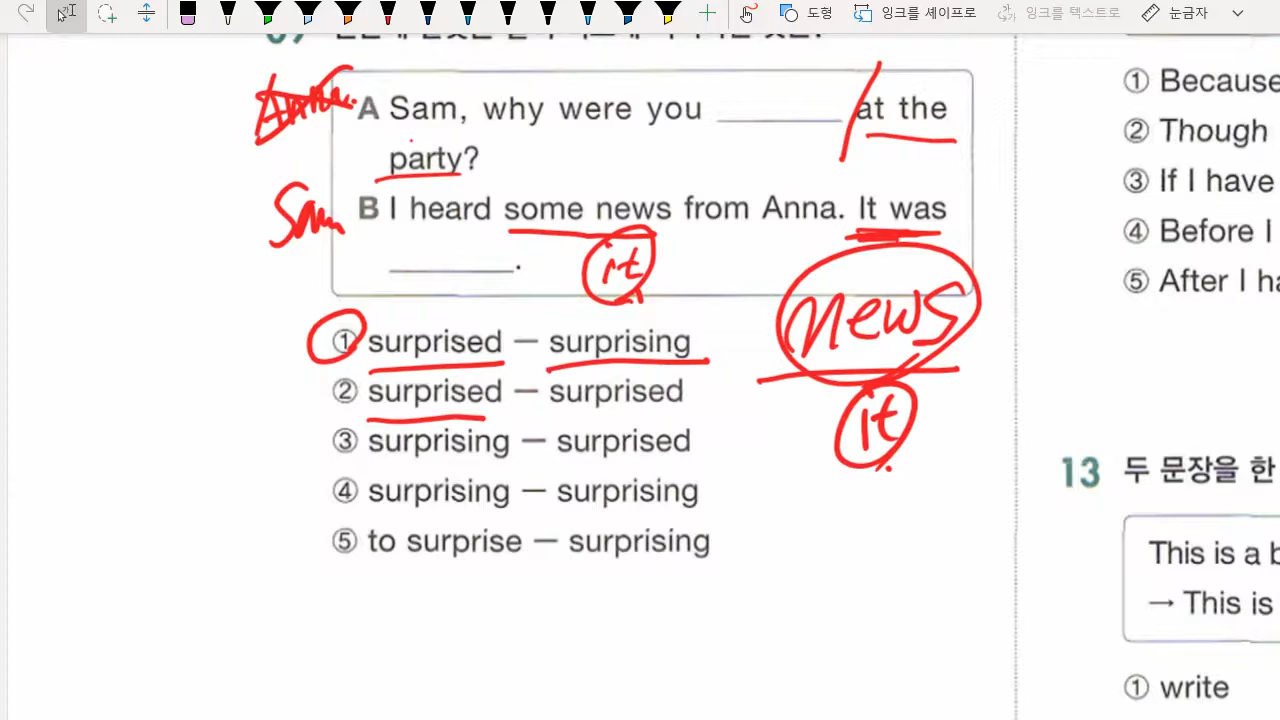 도형
잉크를 셰이프로
잉크를 텍스트로
눈금자
A Sam, why were you ______ at the
party?
Sam
B I heard some news from Anna. It was
______.
it
news
it
① surprised — surprising
② surprised — surprised
③ surprising — surprised
④ surprising — surprising
⑤ to surprise — surprising
① Because
② Though
③ If I have
④ Before I
⑤ After I ha
13 두 문장을 한
This is a b
→ This is
① write